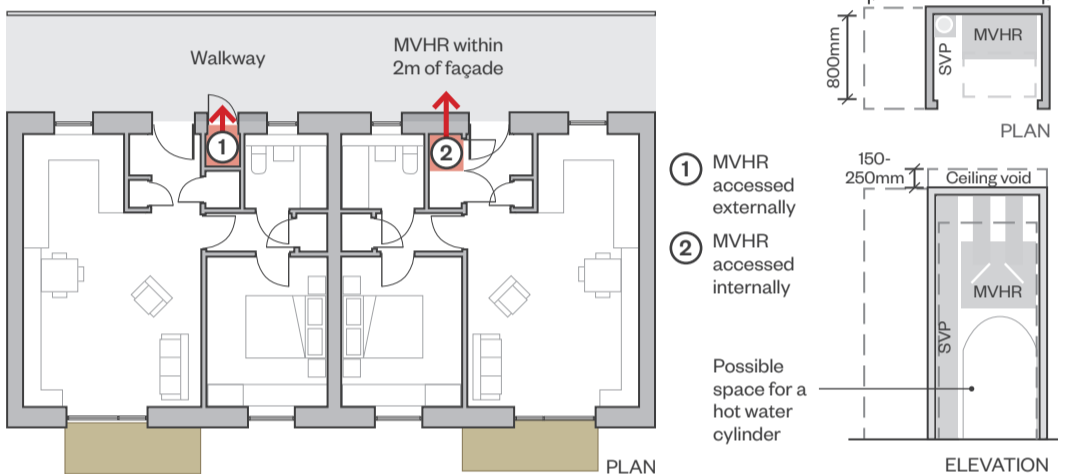 Walkway
MVHR within
2m of façade
1
2
PLAN
1
MVHR
accessed
externally
2
MVHR
accessed
internally
Possible
space for a
hot water
cylinder
800mm
SVP
MVHR
PLAN
150-
250mm
Ceiling void
MVHR
SVP
ELEVATION